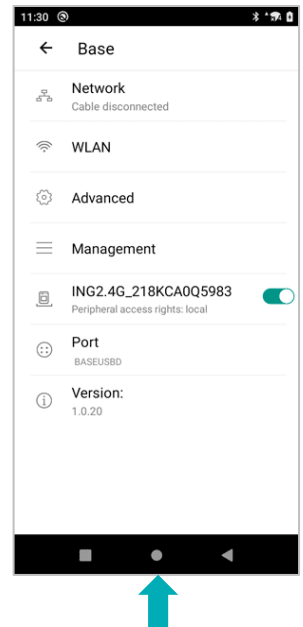 11:30
Base
Network
Cable disconnected
WLAN
Advanced
Management
ING2.4G_218KCA0Q5983
Peripheral access rights: local
Port
BASEUSBD
Version:
1.0.20